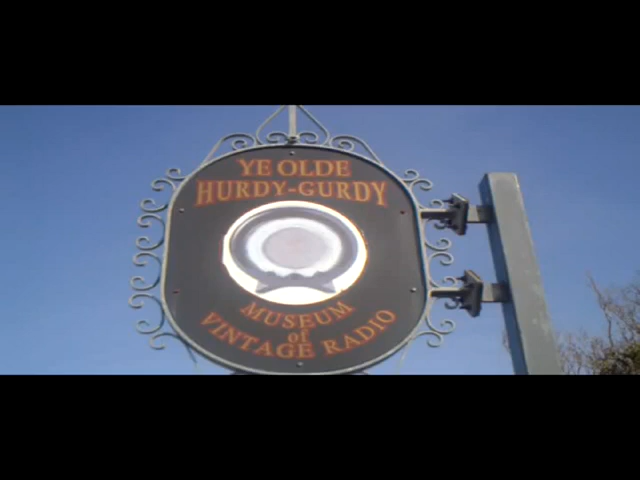 YE OLDE
HURDY-GURDY
MUSEUM
of
VINTAGE RADIO